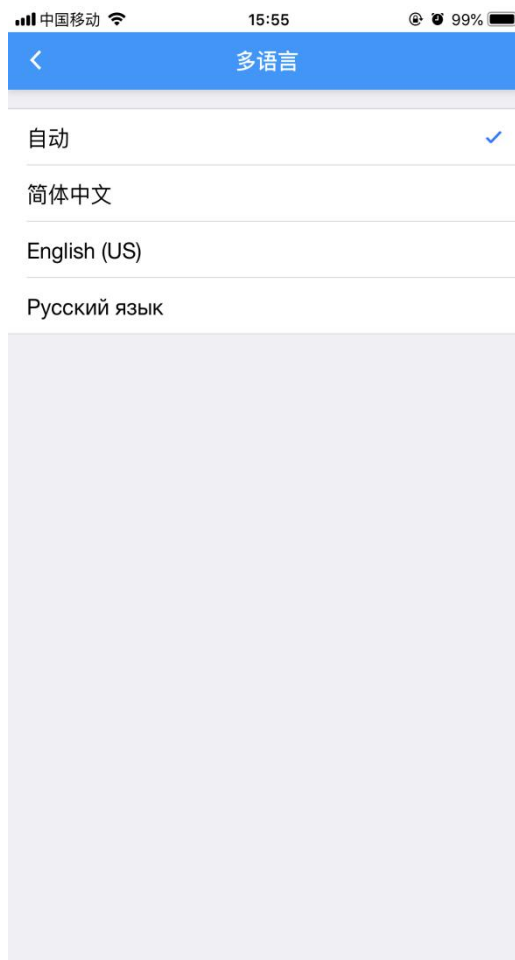 中国移动 15:55 99%
多语言
自动
简体中文
English (US)
Русский язык